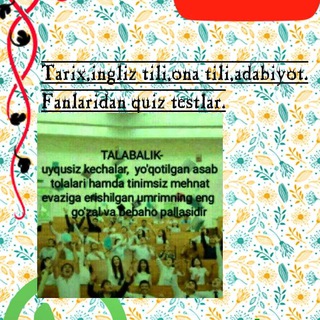 Tarix,ingliz tili,ona tili,adabiyot.
Fanlaridan quiz testlar.
TALABALIK-
uyqusiz kechalar, yo'qotilgan asab
tolalari hamda tinimsiz mehnat
evaziga erishilgan umrimning eng
go'zal va bebaho pallasidir